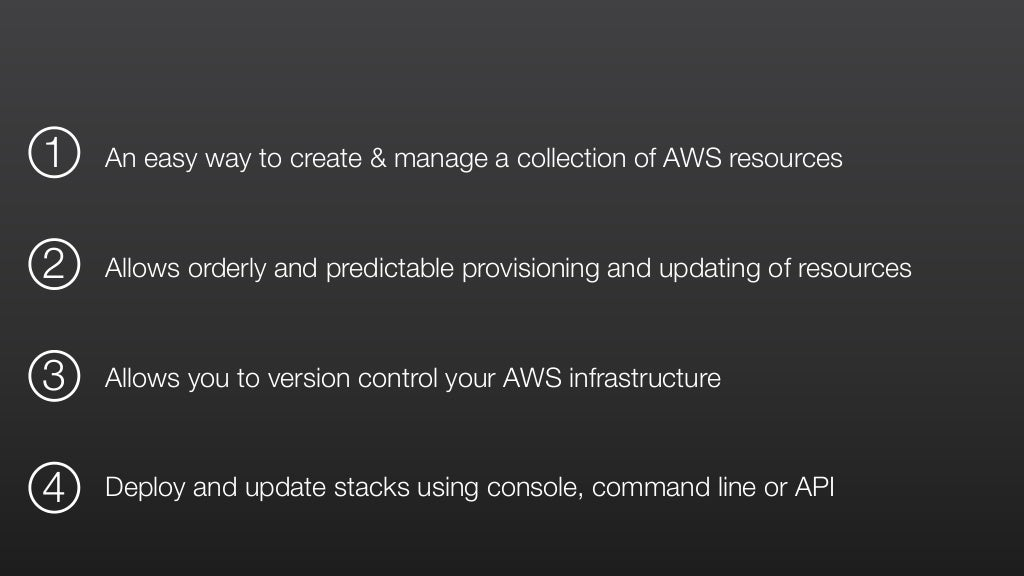 1 An easy way to create & manage a collection of AWS resources
2 Allows orderly and predictable provisioning and updating of resources
3 Allows you to version control your AWS infrastructure
4 Deploy and update stacks using console, command line or API